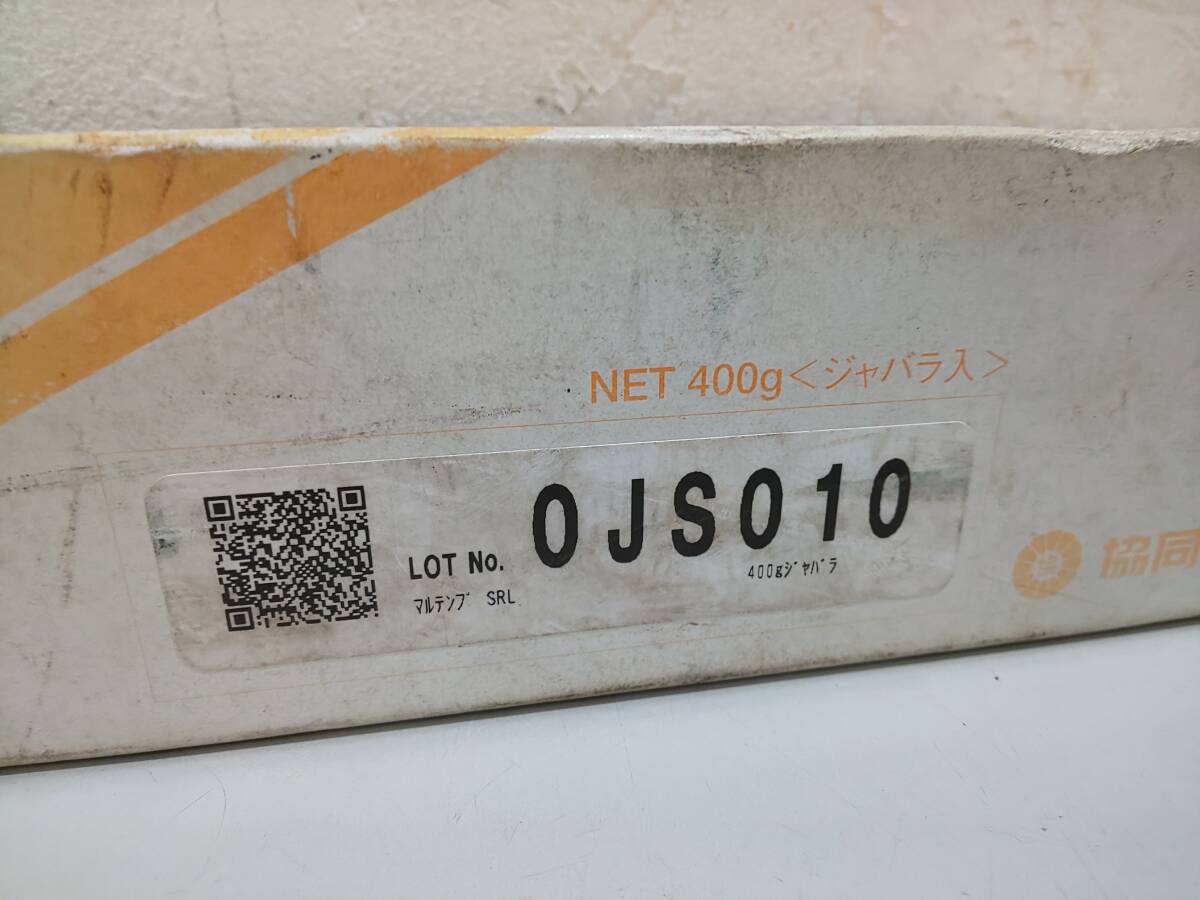 NET 400g<ジャバラ入>
LOT No. 0JS010
400gｼﾞｬﾊﾞﾗ
ﾏﾙﾃﾝﾌﾟ SRL
協同